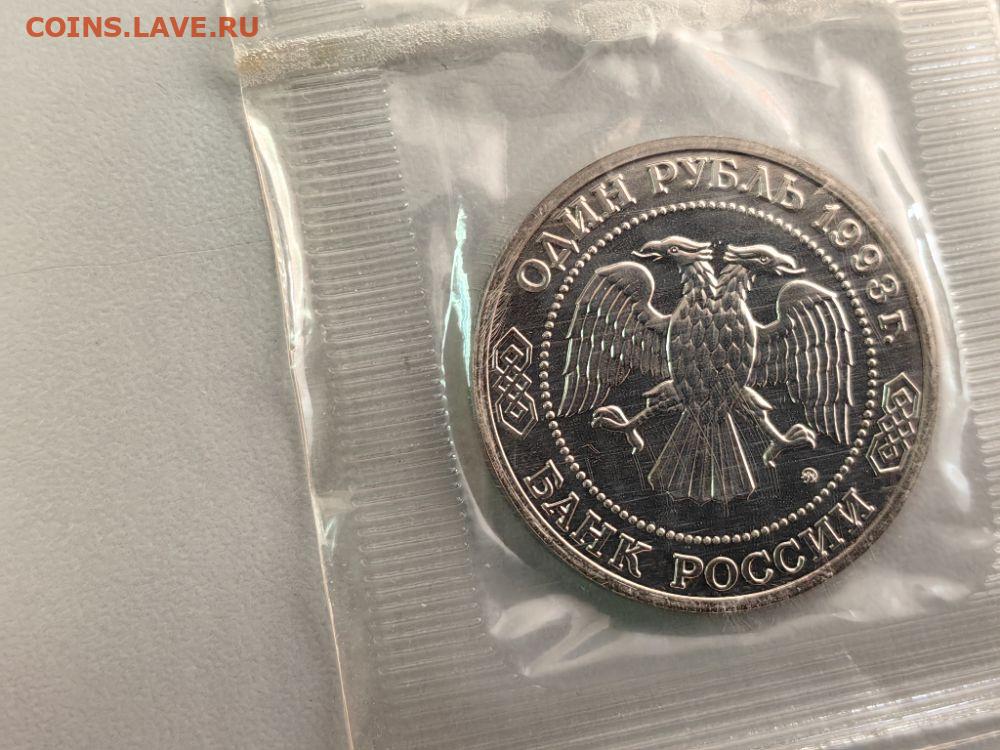 COINS.LAVE.RU
ОДИН РУБЛЬ 1993 г.
БАНК РОССИИ